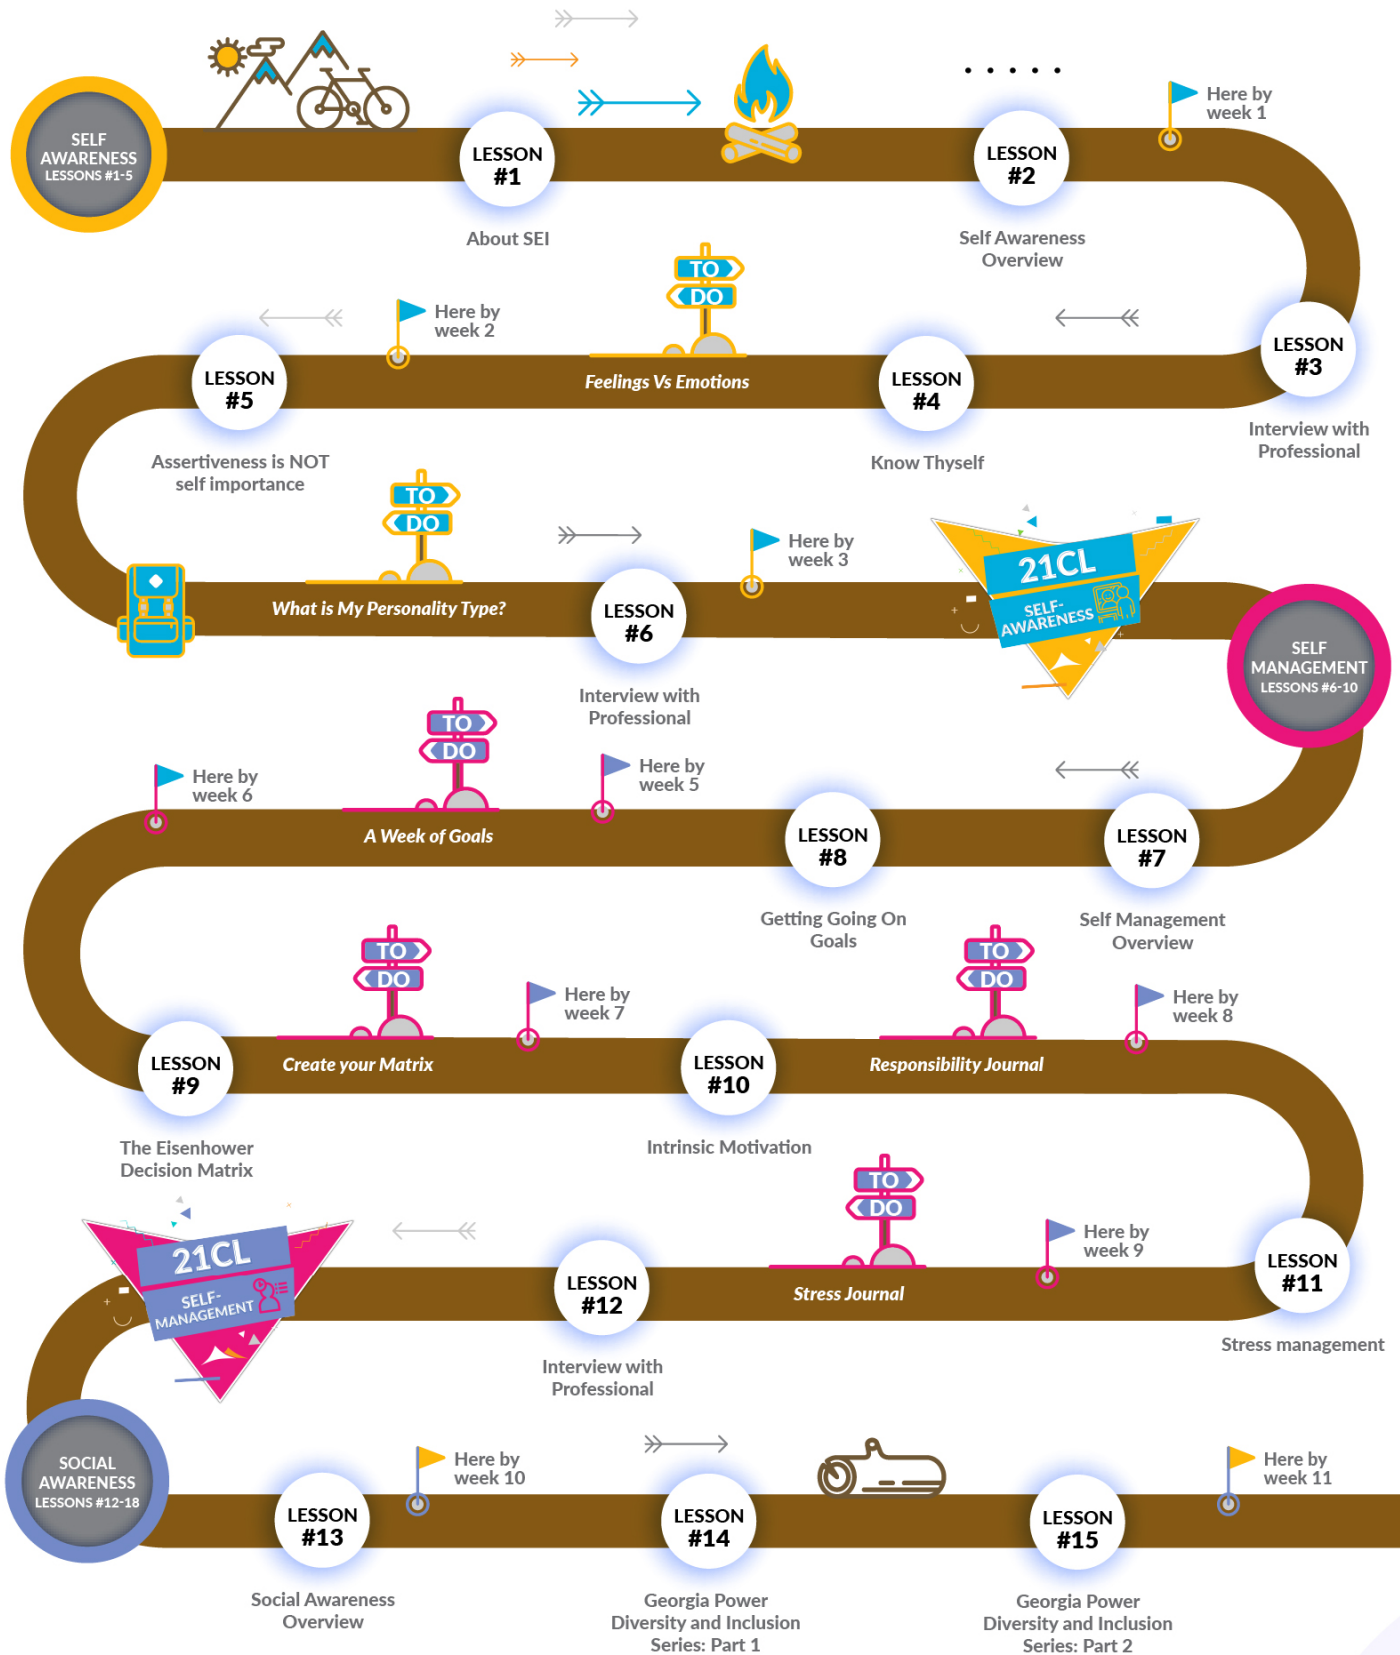 SELF
AWARENESS
LESSONS #1-5
LESSON
#1
About SEI
LESSON
#2
Self Awareness
Overview
Here by
week 1
LESSON
#3
Interview with
Professional
LESSON
#4
Know Thyself
TO
DO
Feelings Vs Emotions
Here by
week 2
LESSON
#5
Assertiveness is NOT
self importance
TO
DO
What is My Personality Type?
LESSON
#6
Interview with
Professional
Here by
week 3
21CL
SELF-
AWARENESS
SELF
MANAGEMENT
LESSONS #6-10
LESSON
#7
Self Management
Overview
LESSON
#8
Getting Going On
Goals
Here by
week 5
TO
DO
A Week of Goals
Here by
week 6
LESSON
#9
The Eisenhower
Decision Matrix
TO
DO
Create your Matrix
Here by
week 7
LESSON
#10
Intrinsic Motivation
TO
DO
Responsibility Journal
Here by
week 8
LESSON
#11
Stress management
Here by
week 9
TO
DO
Stress Journal
LESSON
#12
Interview with
Professional
21CL
SELF-
MANAGEMENT
SOCIAL
AWARENESS
LESSONS #12-18
LESSON
#13
Social Awareness
Overview
Here by
week 10
LESSON
#14
Georgia Power
Diversity and Inclusion
Series: Part 1
LESSON
#15
Georgia Power
Diversity and Inclusion
Series: Part 2
Here by
week 11